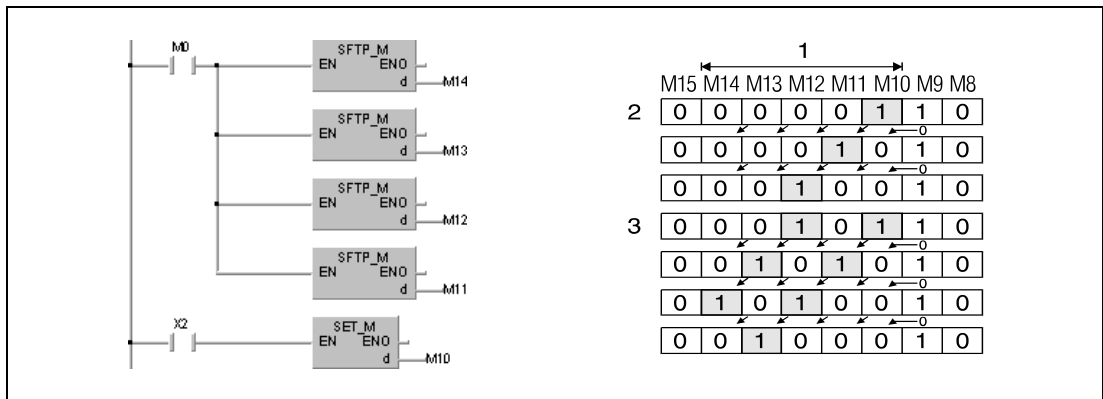 M0
SFTP_M
EN ENO
d M14
SFTP_M
EN ENO
d M13
SFTP_M
EN ENO
d M12
SFTP_M
EN ENO
d M11
X2
SET_M
EN ENO
d M10
1
M15 M14 M13 M12 M11 M10 M9 M8
2 0 0 0 0 0 1 1 0
0
0 0 0 0 1 0 1 0
0
0 0 0 1 0 0 1 0
3 0 0 0 1 0 1 1 0
0
0 0 1 0 1 0 1 0
0
0 1 0 1 0 0 1 0
0
0 0 1 0 0 0 1 0